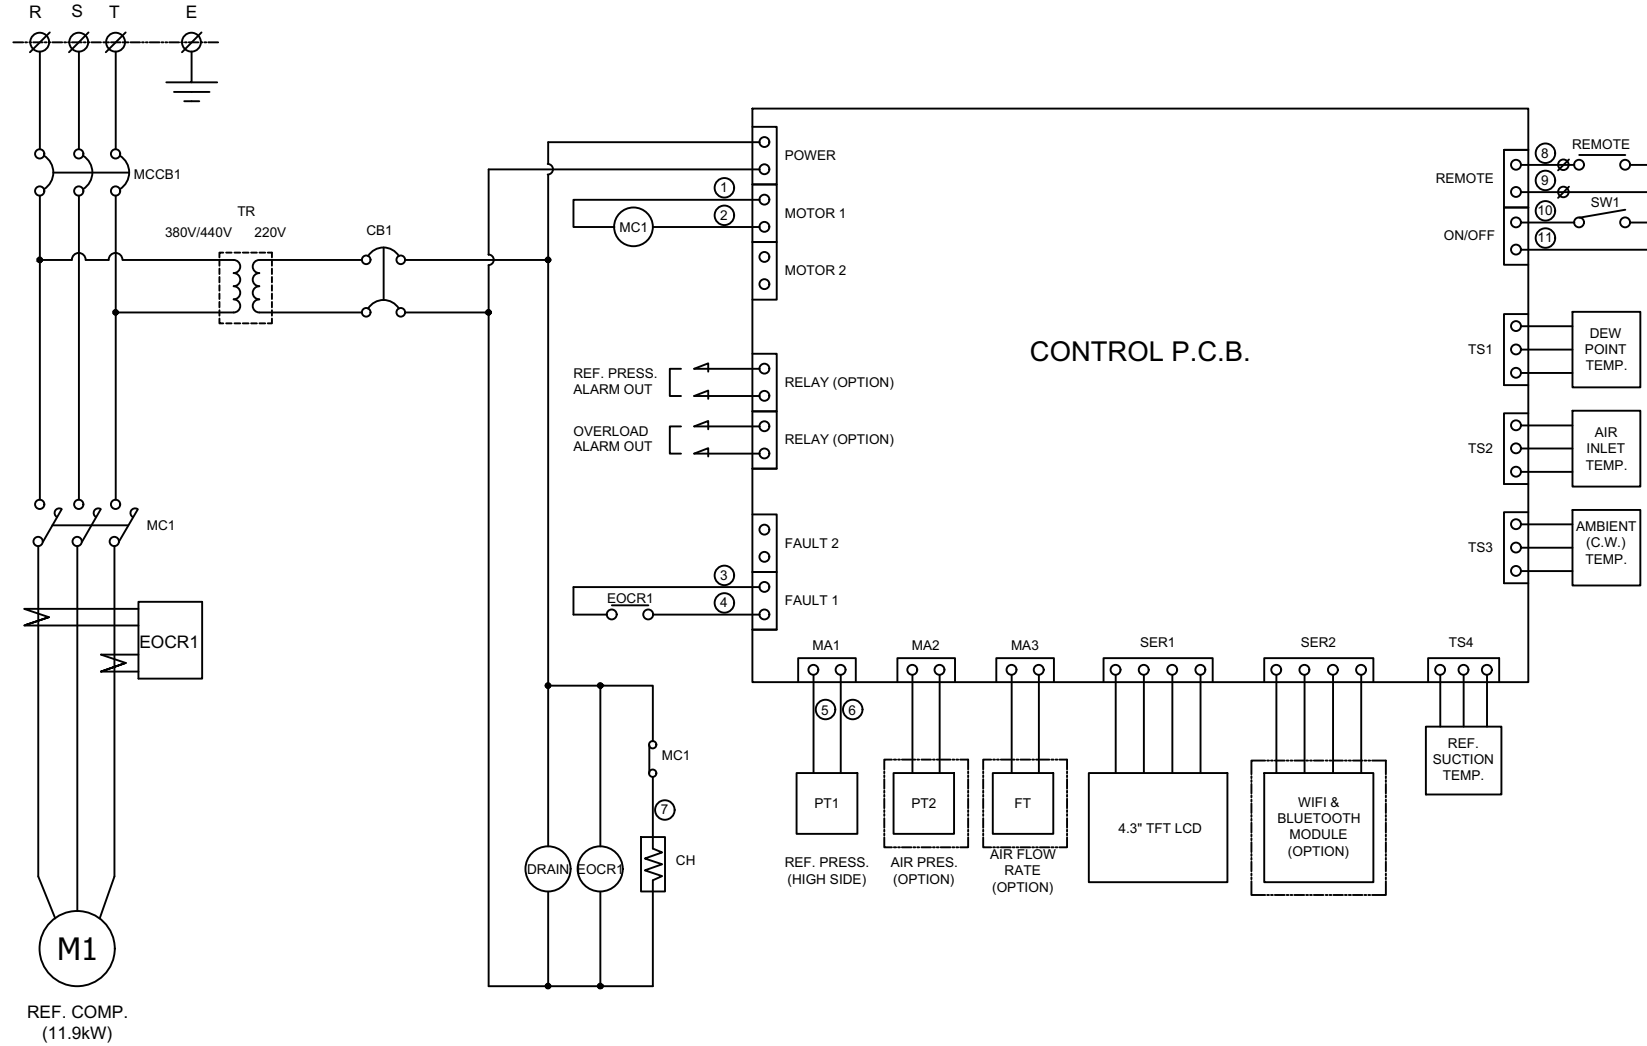 R S T E
MCCB1
TR
380V/440V 220V
CB1
MC1
EOCR1
M1
REF. COMP.
(11.9kW)
CONTROL P.C.B.
POWER
1
2
MC1
MOTOR 1
MOTOR 2
REF. PRESS.
ALARM OUT
RELAY (OPTION)
OVERLOAD
ALARM OUT
RELAY (OPTION)
FAULT 2
3
EOCR1
4
FAULT 1
MC1
7
DRAIN
EOCR1
CH
REMOTE
8
REMOTE
9
ON/OFF
10
SW1
11
TS1
DEW
POINT
TEMP.
TS2
AIR
INLET
TEMP.
TS3
AMBIENT
(C.W.)
TEMP.
MA1
5
6
PT1
REF. PRESS.
(HIGH SIDE)
MA2
PT2
AIR PRES.
(OPTION)
MA3
FT
AIR FLOW
RATE
(OPTION)
SER1
4.3" TFT LCD
SER2
WIFI &
BLUETOOTH
MODULE
(OPTION)
TS4
REF.
SUCTION
TEMP.